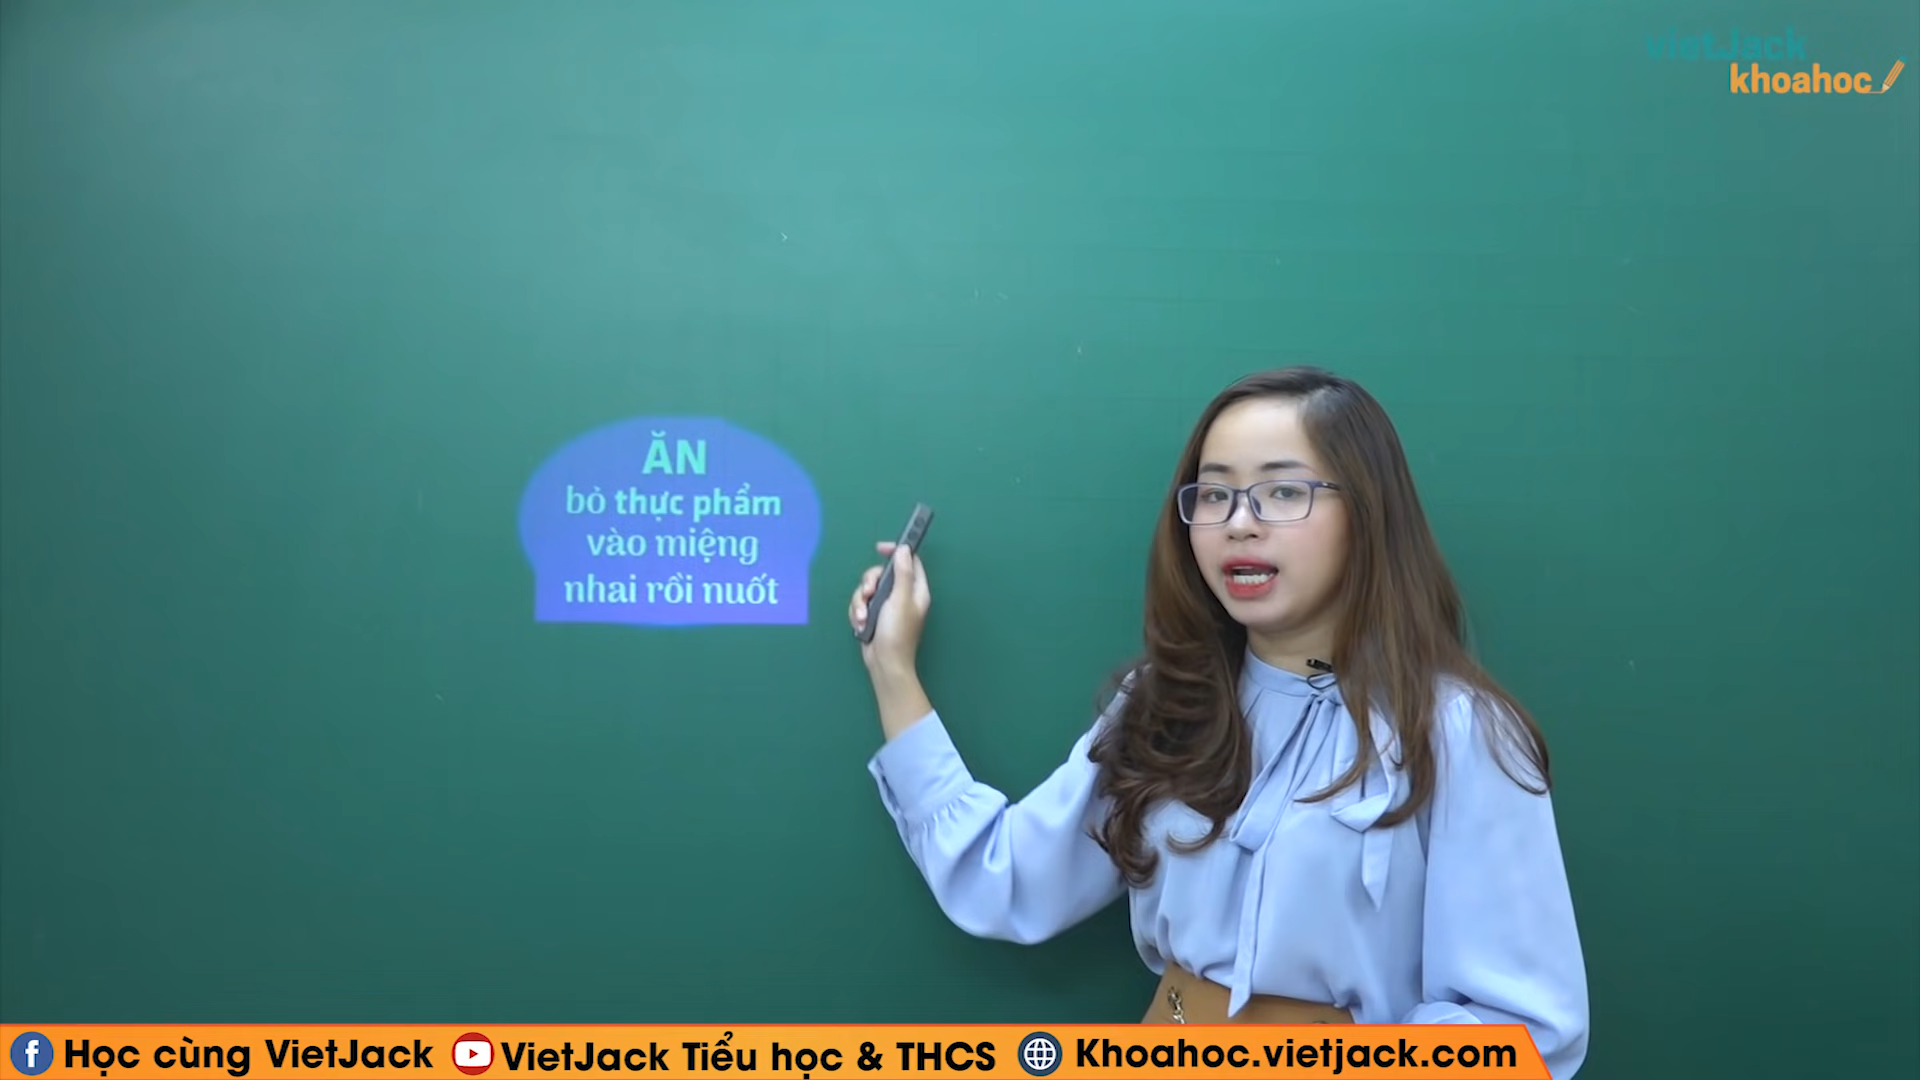 vietJack
khoahoc
ĂN
bỏ thực phẩm
vào miệng
nhai rồi nuốt
Học cùng VietJack
VietJack Tiểu học & THCS
Khoahoc.vietjack.com